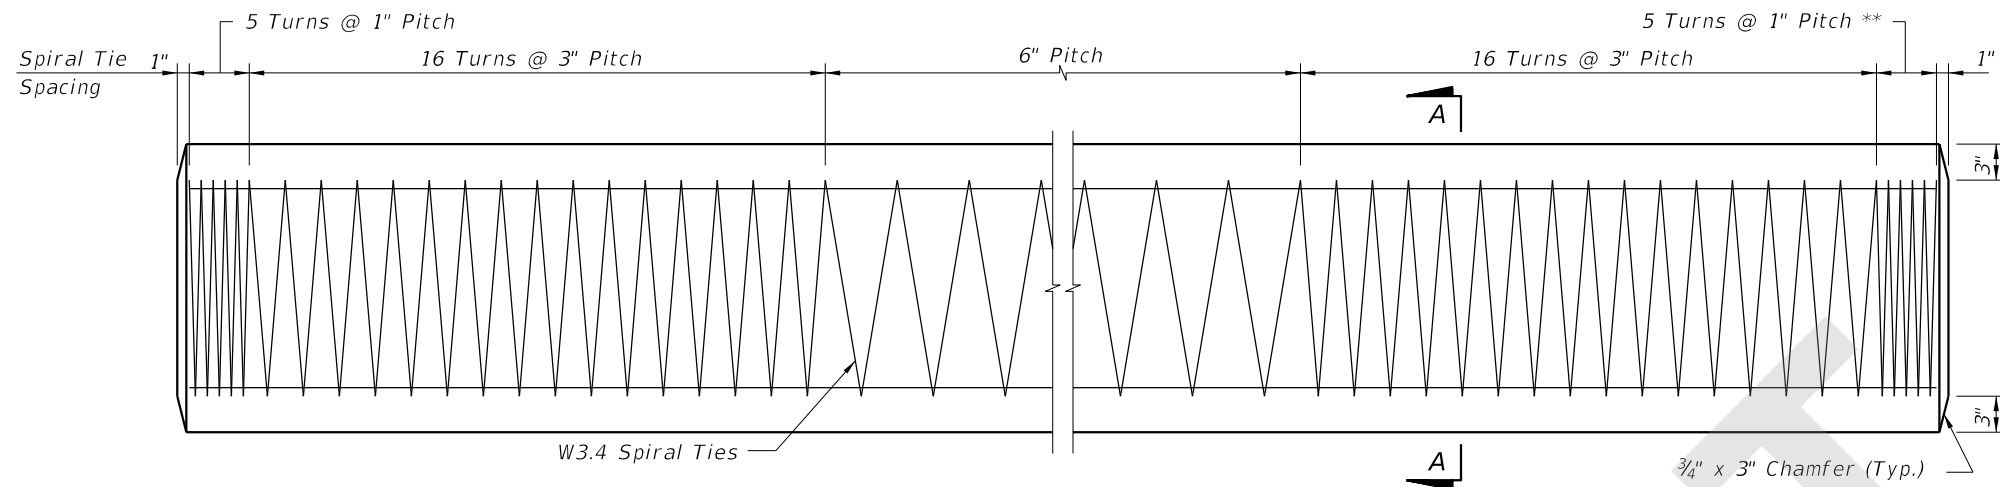 5 Turns @ 1" Pitch
5 Turns @ 1" Pitch **
Spiral Tie
Spacing
1"
16 Turns @ 3" Pitch
6" Pitch
16 Turns @ 3" Pitch
1"
A
3"
3"
W3.4 Spiral Ties
A
¾" x 3" Chamfer (Typ.)